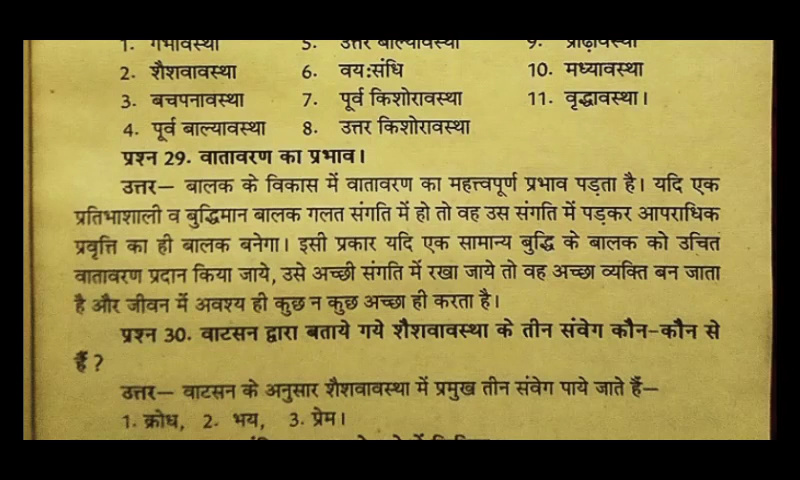 1. गर्भावस्था 5. उत्तर बाल्यावस्था 9. प्रौढ़ावस्था
2. शैशवावस्था 6. वय:संधि 10. मध्यावस्था
3. बचपनावस्था 7. पूर्व किशोरावस्था 11. वृद्धावस्था।
4. पूर्व बाल्यावस्था 8. उत्तर किशोरावस्था
प्रश्न 29. वातावरण का प्रभाव।
उत्तर— बालक के विकास में वातावरण का महत्त्वपूर्ण प्रभाव पड़ता है। यदि एक
प्रतिभाशाली व बुद्धिमान बालक गलत संगति में हो तो वह उस संगति में पड़कर आपराधिक
प्रवृत्ति का ही बालक बनेगा। इसी प्रकार यदि एक सामान्य बुद्धि के बालक को उचित
वातावरण प्रदान किया जाये, उसे अच्छी संगति में रखा जाये तो वह अच्छा व्यक्ति बन जाता
है और जीवन में अवश्य ही कुछ न कुछ अच्छा ही करता है।
प्रश्न 30. वाटसन द्वारा बताये गये शैशवावस्था के तीन संवेग कौन-कौन से
हैं ?
उत्तर— वाटसन के अनुसार शैशवावस्था में प्रमुख तीन संवेग पाये जाते हैं—
1. क्रोध, 2. भय, 3. प्रेम।